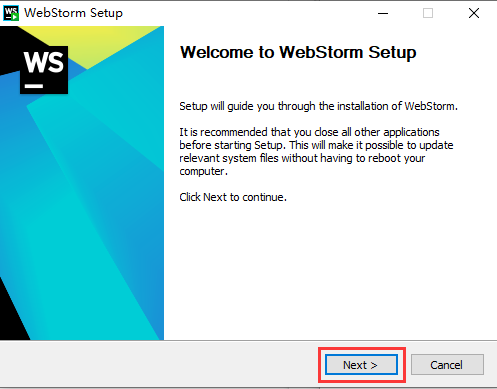 WebStorm Setup
WS
Welcome to WebStorm Setup
Setup will guide you through the installation of WebStorm.
It is recommended that you close all other applications
before starting Setup. This will make it possible to update
relevant system files without having to reboot your
computer.
Click Next to continue.
Next >
Cancel